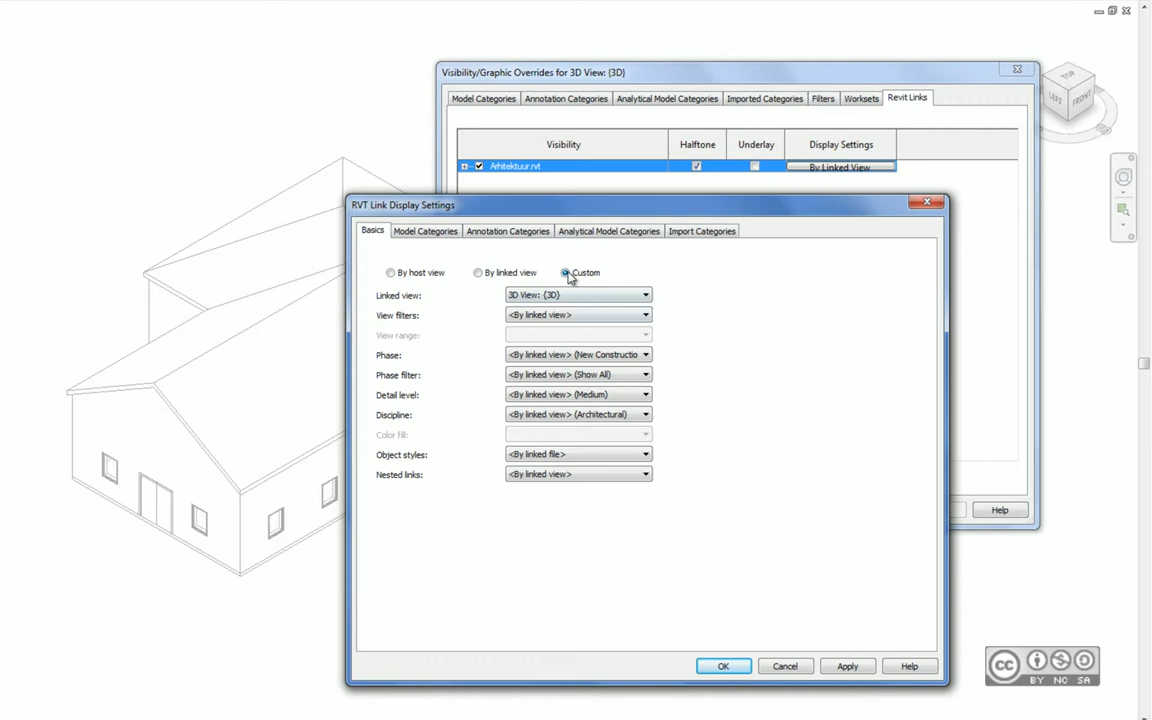 Visibility/Graphic Overrides for 3D View: {3D}
TOP
LEFT
FRONT
Model Categories Annotation Categories Analytical Model Categories Imported Categories Filters Worksets Revit Links
Visibility Halftone Underlay Display Settings
Arhitektuur.rvt By Linked View
RVT Link Display Settings
Basics Model Categories Annotation Categories Analytical Model Categories Import Categories
By host view By linked view Custom
Linked view: 3D View: {3D}
View filters: <By linked view>
View range:
Phase: <By linked view> (New Constructio
Phase filter: <By linked view> (Show All)
Detail level: <By linked view> (Medium)
Discipline: <By linked view> (Architectural)
Color fill:
Object styles: <By linked file>
Nested links: <By linked view>
Help
OK Cancel Apply Help
cc
BY NC SA